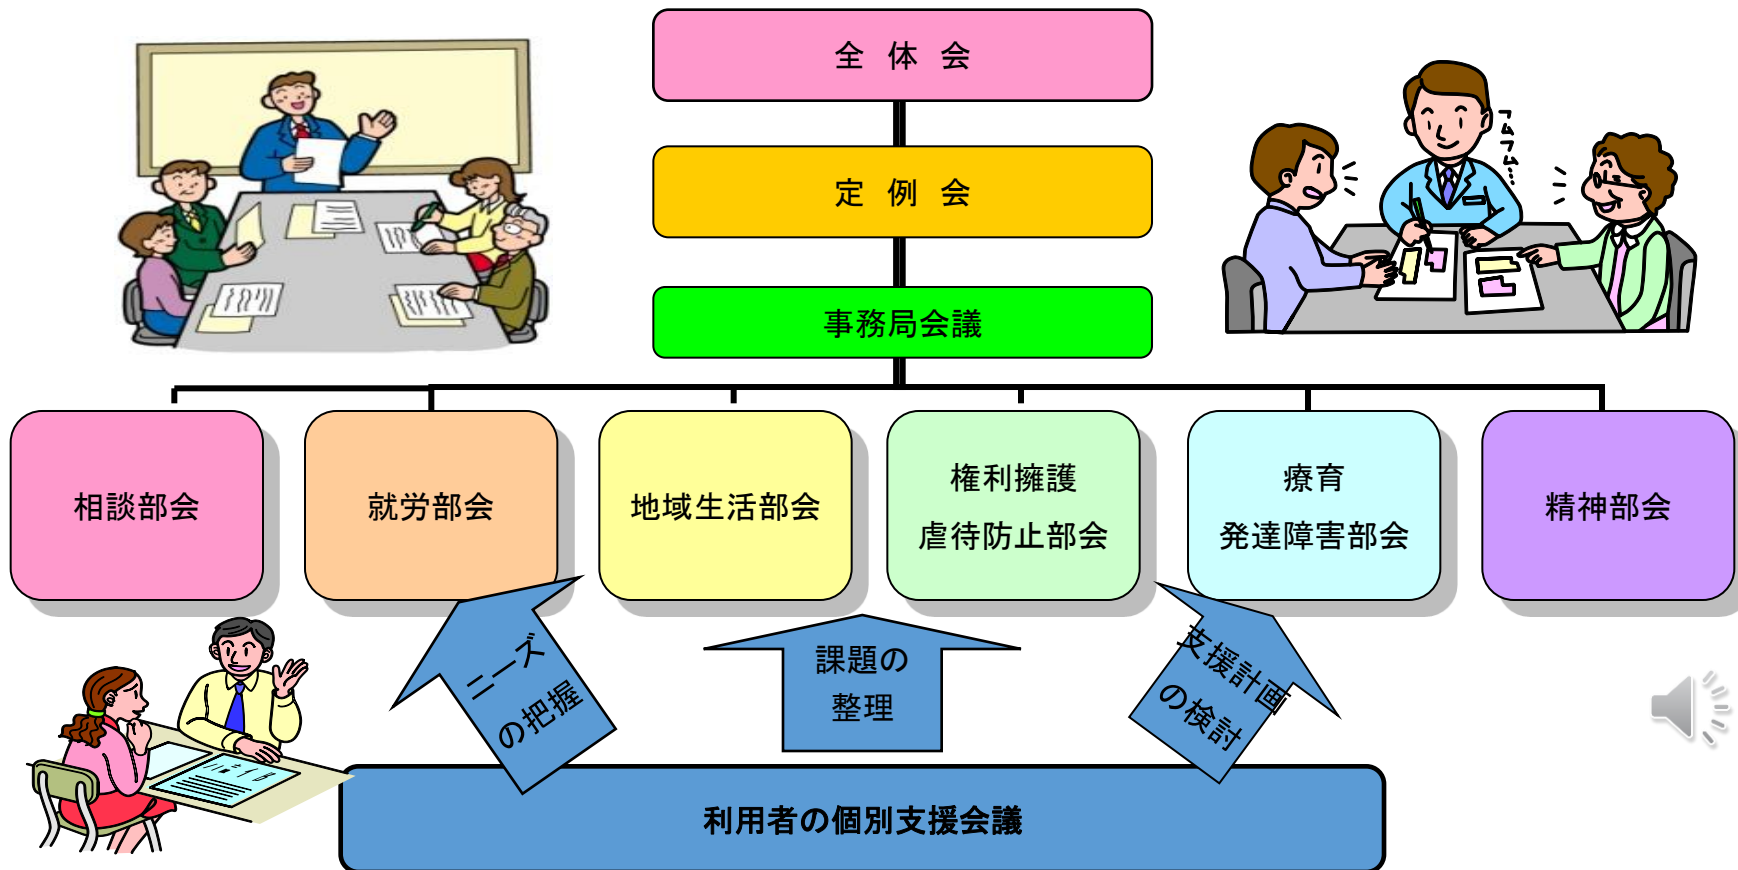 全 体 会
定 例 会
フムフム…
事務局会議
相談部会
就労部会
地域生活部会
権利擁護
虐待防止部会
療育
発達障害部会
精神部会
ニーズ
の把握
課題の
整理
支援計画
の検討
利用者の個別支援会議